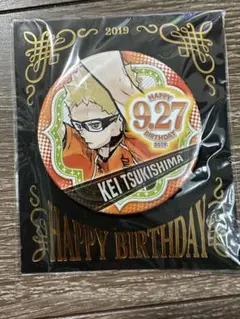 2019
HAPPY
9.27
BIRTHDAY
2019
KEI TSUKISHIMA
HAPPY BIRTHDAY